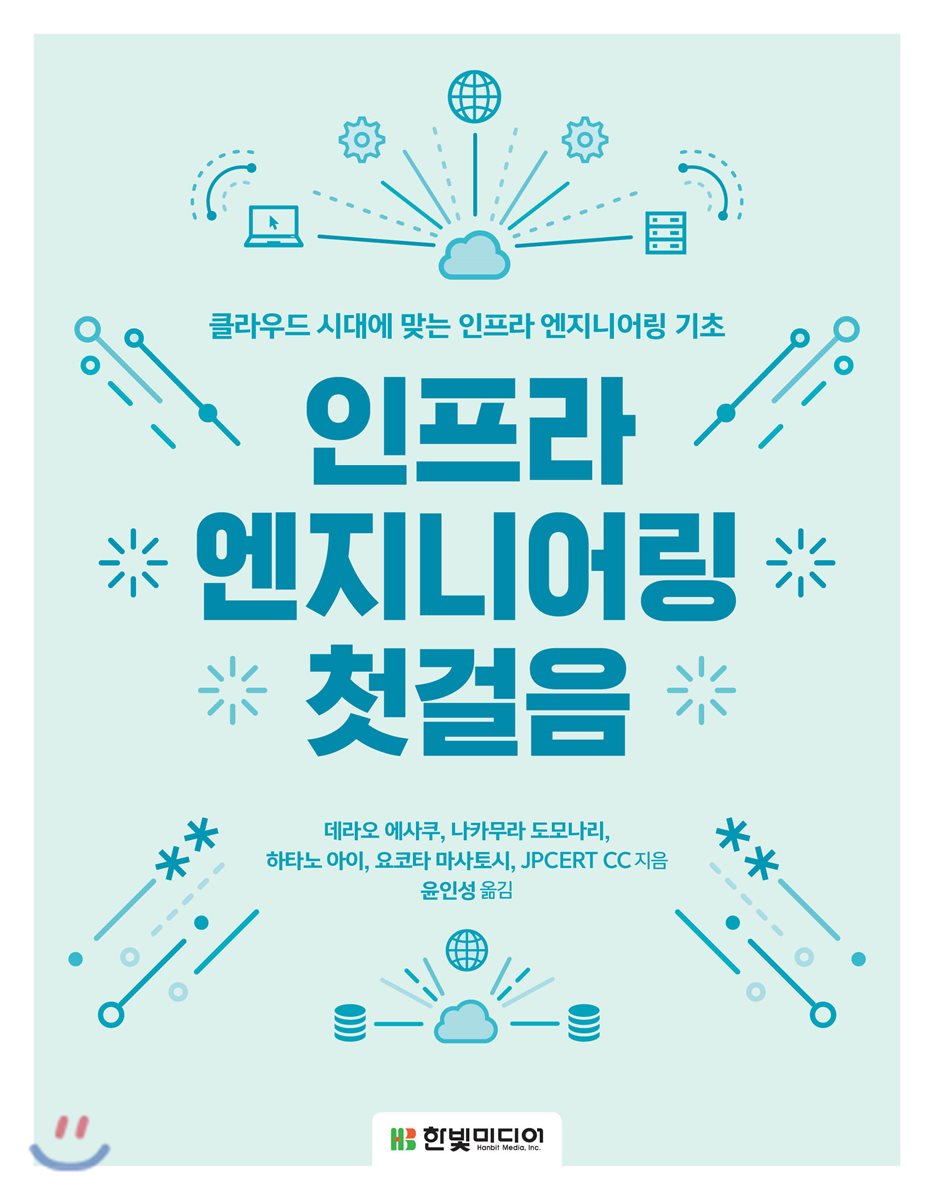 클라우드 시대에 맞는 인프라 엔지니어링 기초
인프라
엔지니어링
첫걸음
데라오 에사쿠, 나카무라 도모나리,
하타노 아이, 요코타 마사토시, JPCERT CC 지음
윤인성 옮김
한빛미디어
Hanbit Media, Inc.